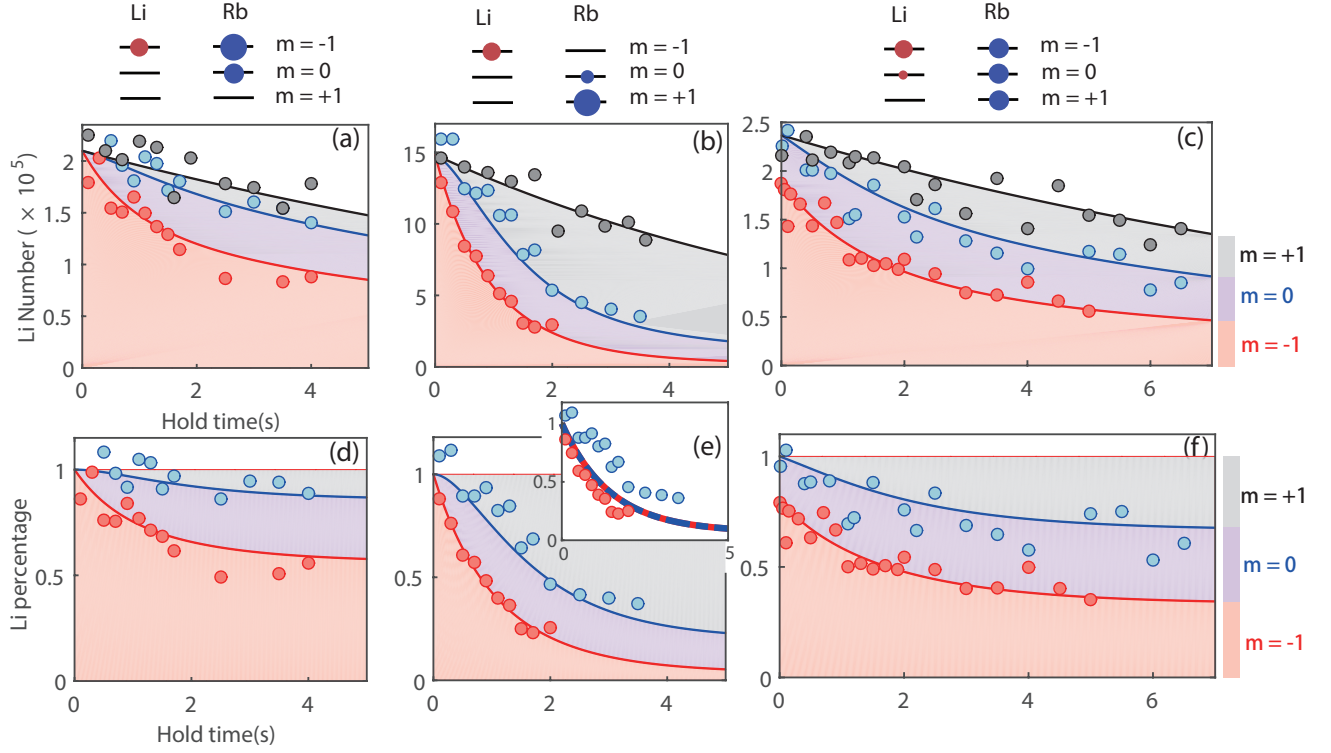 Li Rb
m = -1
m = 0
m = +1
Li Rb
m = -1
m = 0
m = +1
Li Rb
m = -1
m = 0
m = +1
(a)
Li Number ( × 10⁵)
2
1.5
1
0.5
0
0 2 4
Hold time(s)
(b)
15
10
5
0
0 2 4
(c)
2.5
2
1.5
1
0.5
0
0 2 4 6
m = +1
m = 0
m = -1
(d)
Li percentage
1
0.5
0
0 2 4
Hold time(s)
(e)
1
0.5
0
0 2 4
1
0.5
0
0 5
(f)
1
0.5
0
0 2 4 6
m = +1
m = 0
m = -1